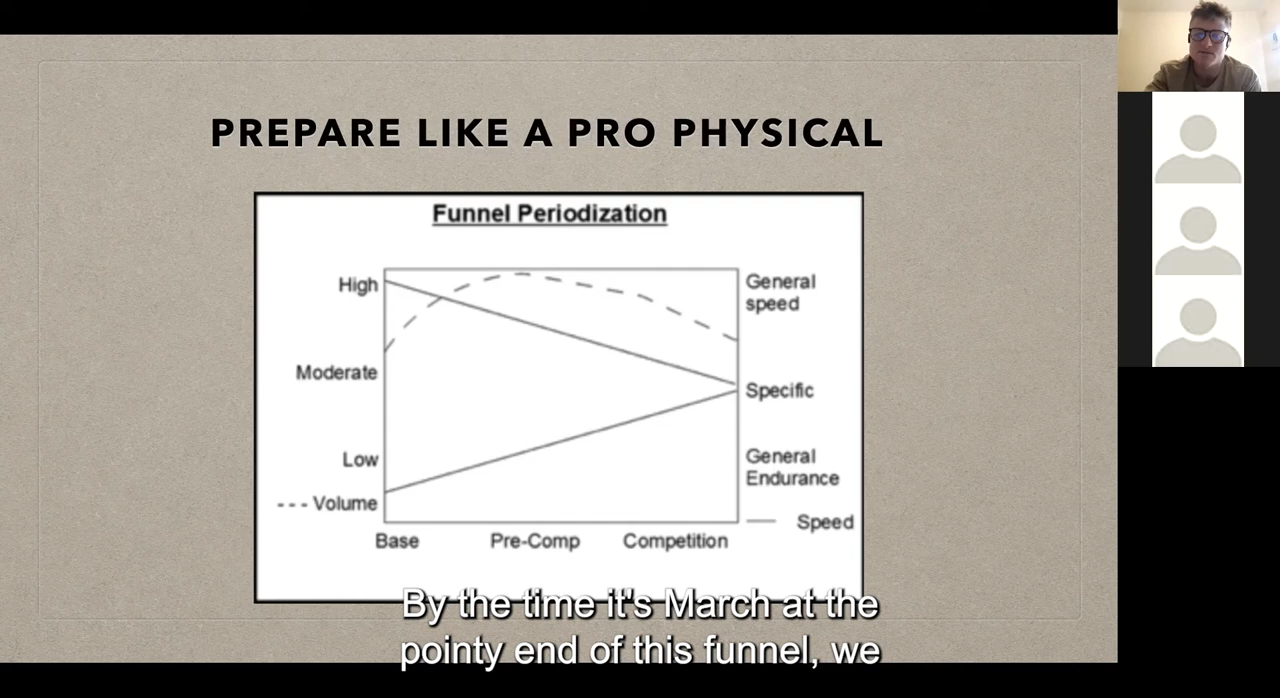 PREPARE LIKE A PRO PHYSICAL
Funnel Periodization
High
Moderate
Low
--- Volume
General
speed
Specific
General
Endurance
— Speed
Base Pre-Comp Competition
By the time it's March at the
pointy end of this funnel, we